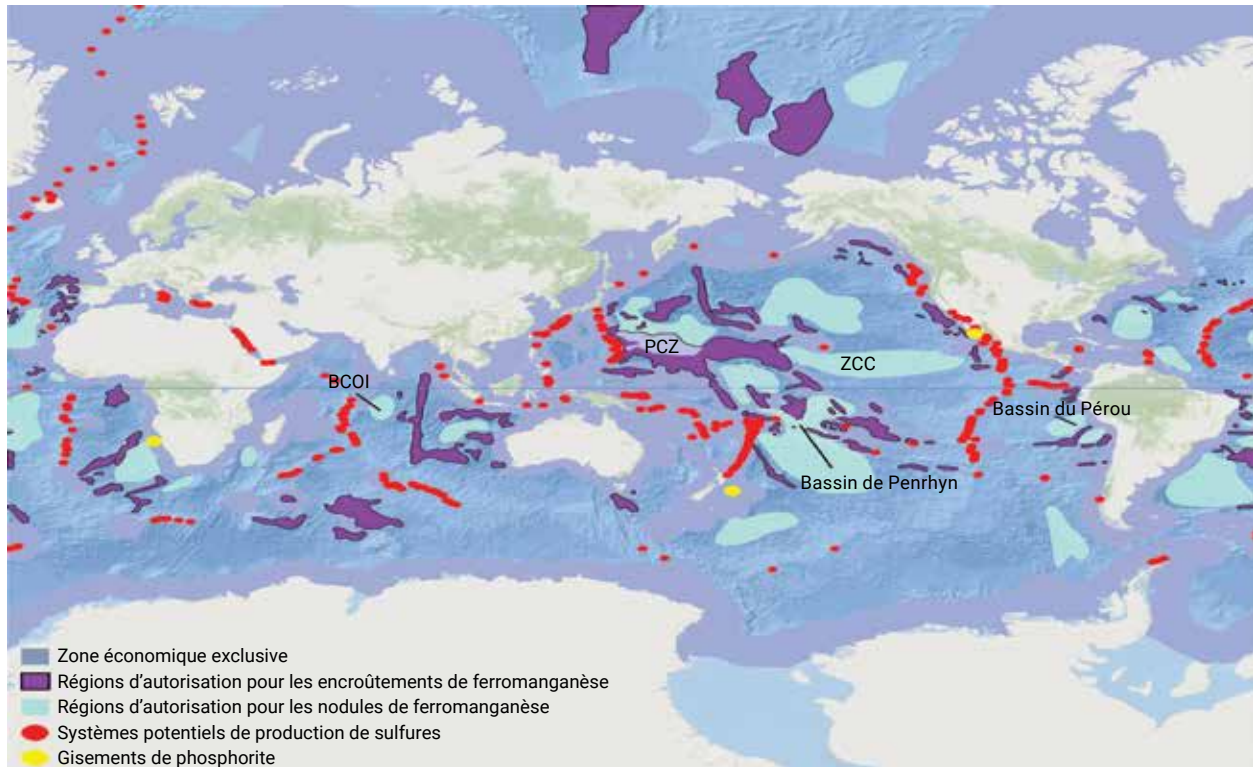 PCZ
ZCC
BCOI
Bassin du Pérou
Bassin de Penrhyn
Zone économique exclusive
Régions d'autorisation pour les encroûtements de ferromanganèse
Régions d'autorisation pour les nodules de ferromanganèse
Systèmes potentiels de production de sulfures
Gisements de phosphorite